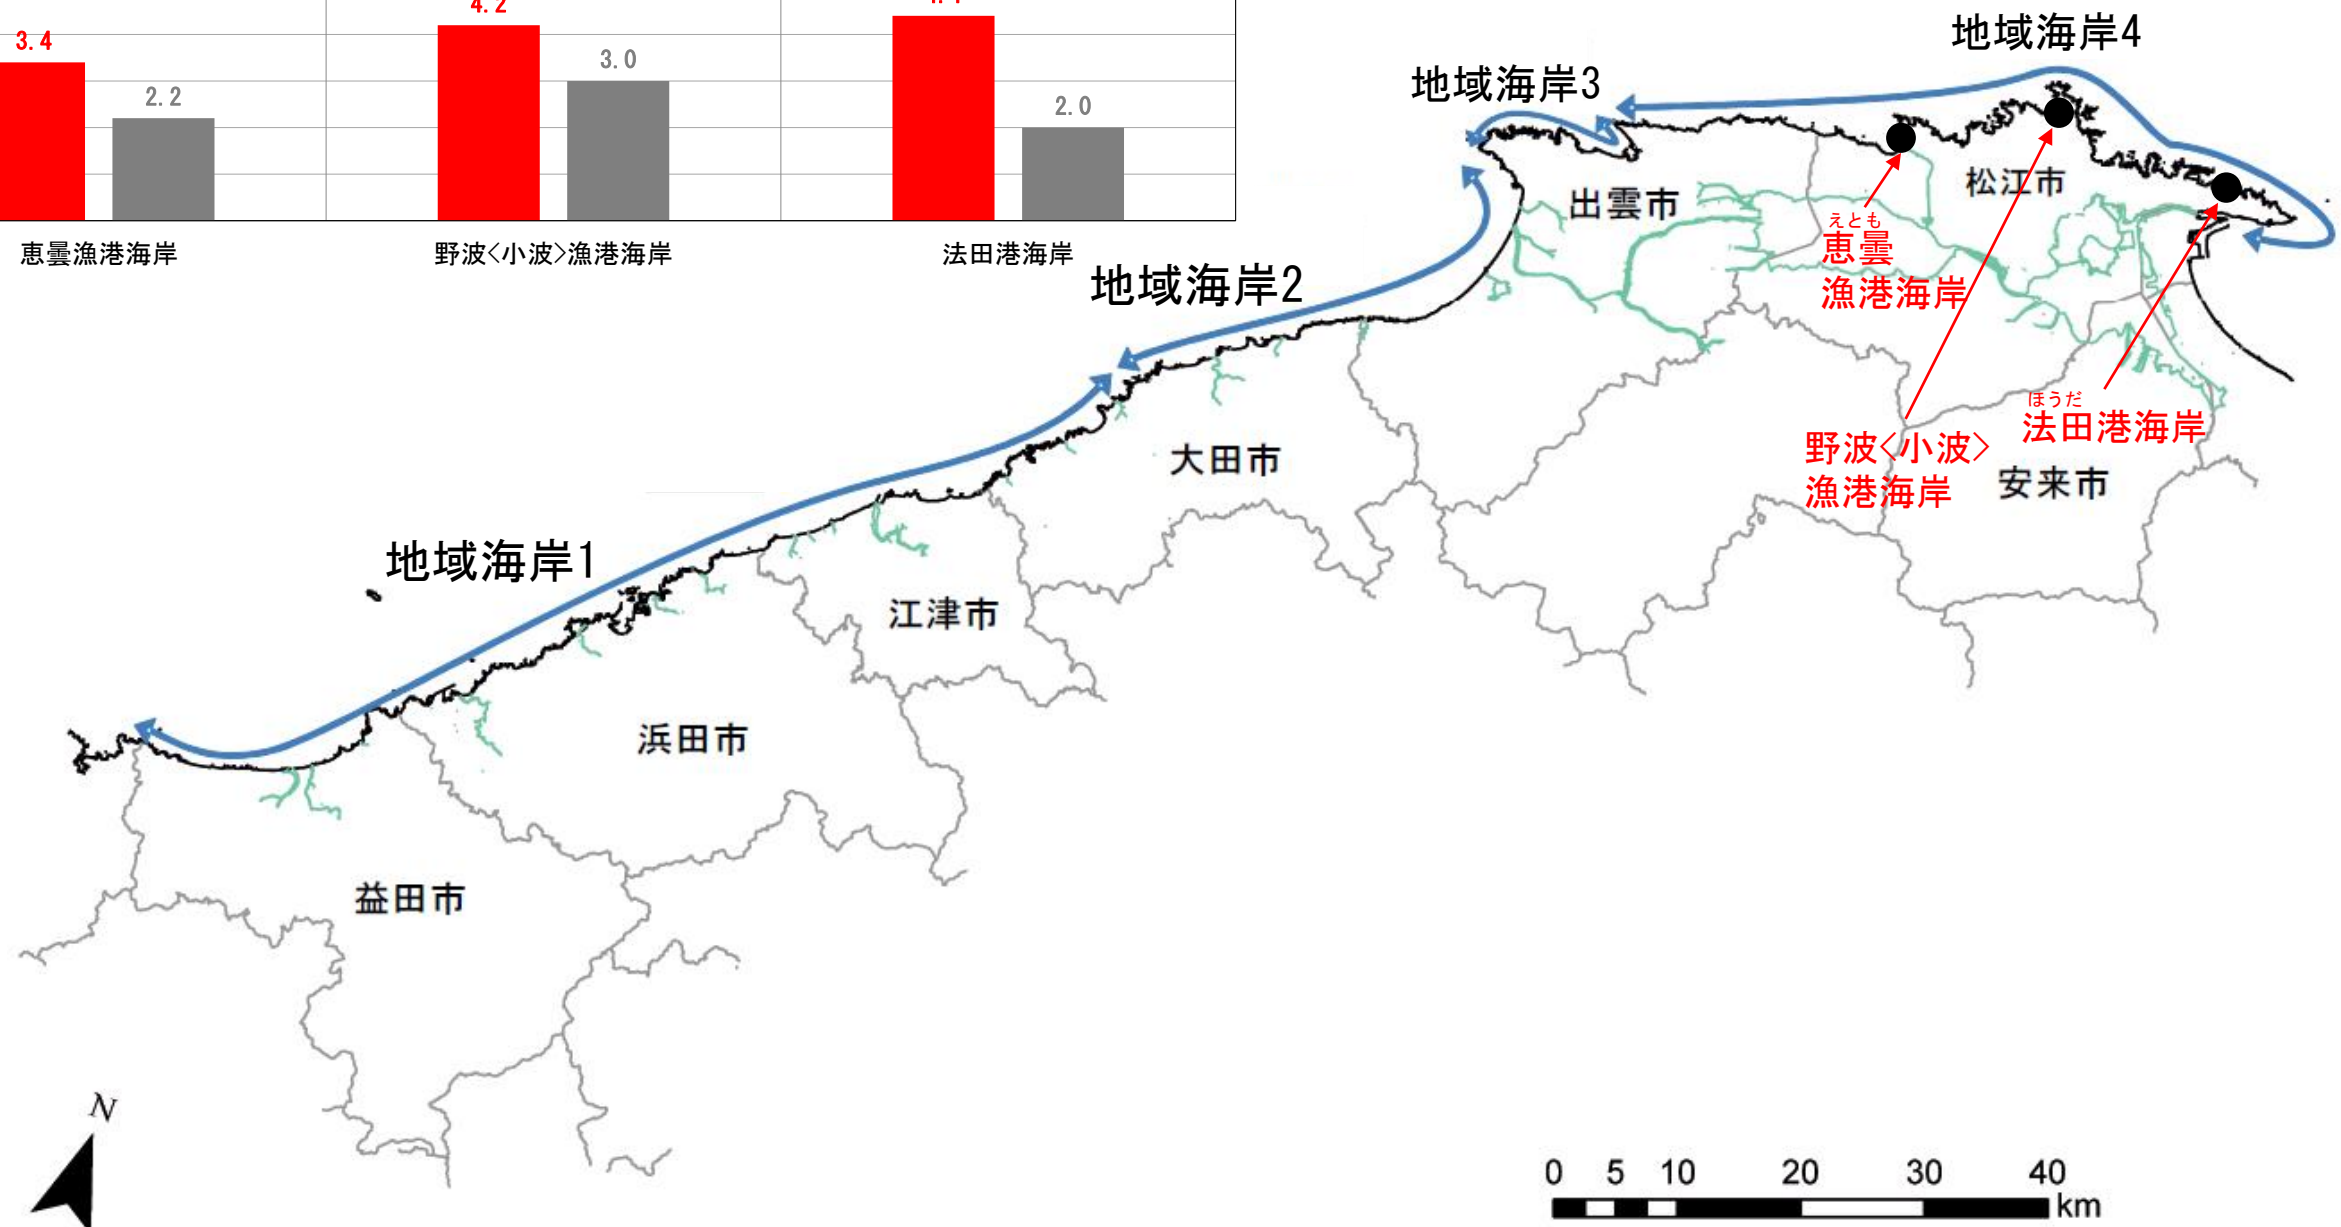 4.2
3.4
3.0
2.2
2.0
恵曇漁港海岸
野波<小波>漁港海岸
法田港海岸
地域海岸4
地域海岸3
地域海岸2
地域海岸1
出雲市
松江市
えとも
恵曇
漁港海岸
ほうだ
法田港海岸
野波<小波>
漁港海岸
安来市
大田市
江津市
浜田市
益田市
N
0 5 10 20 30 40
km